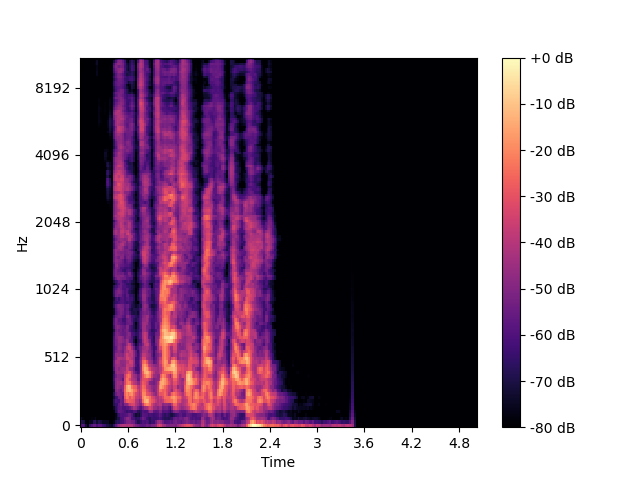 8192
4096
2048
1024
512
0
Hz
0 0.6 1.2 1.8 2.4 3 3.6 4.2 4.8
Time
+0 dB
-10 dB
-20 dB
-30 dB
-40 dB
-50 dB
-60 dB
-70 dB
-80 dB